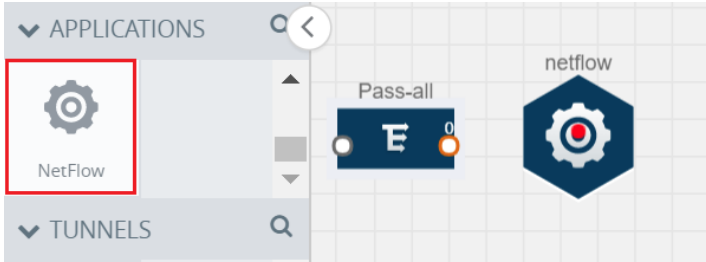 APPLICATIONS
NetFlow
TUNNELS
Pass-all
0
netflow